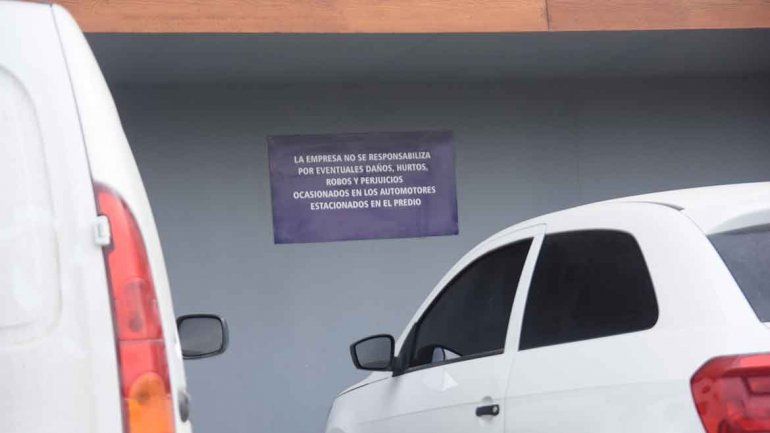 LA EMPRESA NO SE RESPONSABILIZA
POR EVENTUALES DAÑOS, HURTOS,
ROBOS Y PERJUICIOS
OCASIONADOS EN LOS AUTOMOTORES
ESTACIONADOS EN EL PREDIO